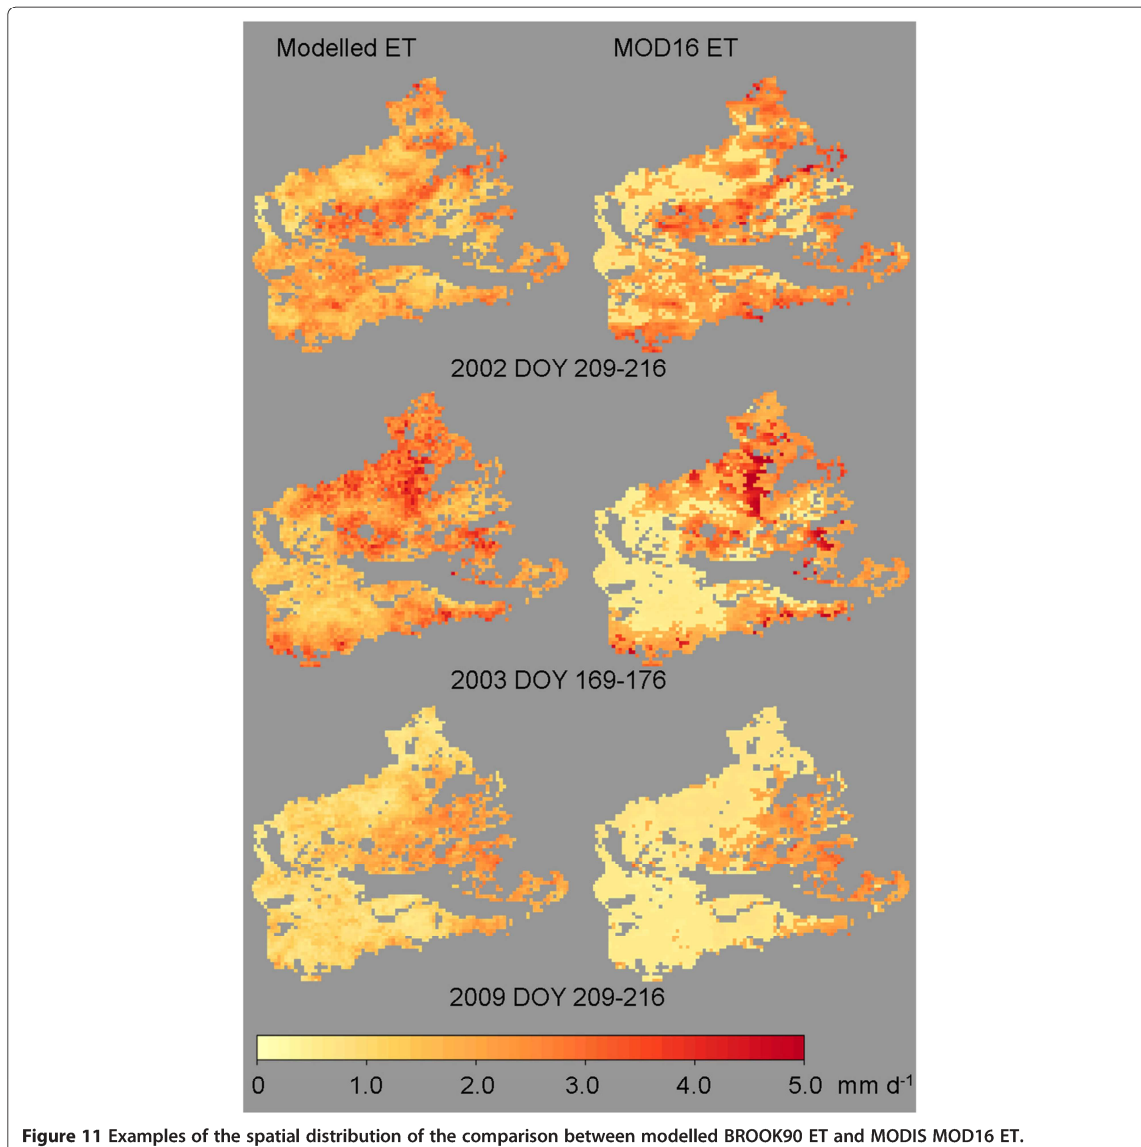 Modelled ET MOD16 ET
2002 DOY 209-216
2003 DOY 169-176
2009 DOY 209-216
0 1.0 2.0 3.0 4.0 5.0 mm d-1
Figure 11 Examples of the spatial distribution of the comparison between modelled BROOK90 ET and MODIS MOD16 ET.